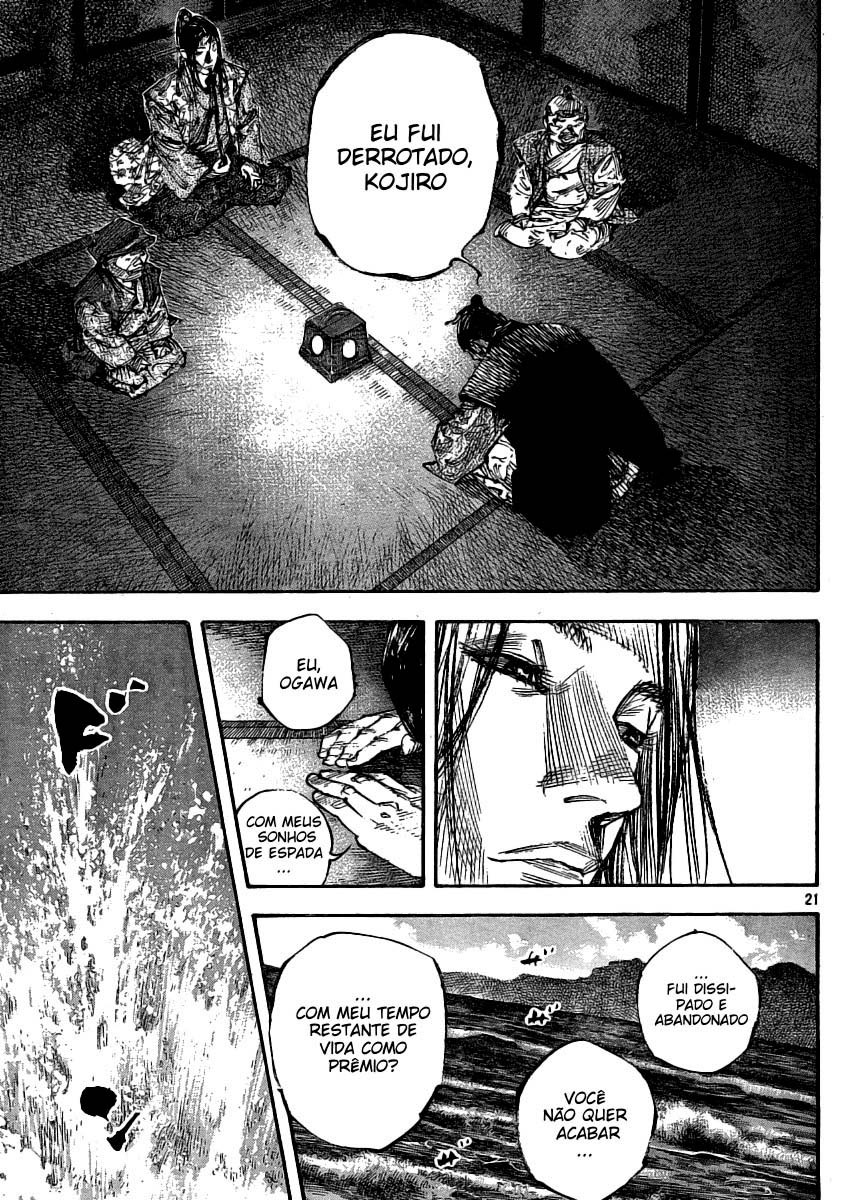 EU FUI
DERROTADO,
KOJIRO
EU,
OGAWA
COM MEUS
SONHOS
DE ESPADA
...
21
...
FUI DISSI-
PADO E
ABANDONADO
VOCÊ
NÃO QUER
ACABAR
...
...
COM MEU TEMPO
RESTANTE DE
VIDA COMO
PRÊMIO?